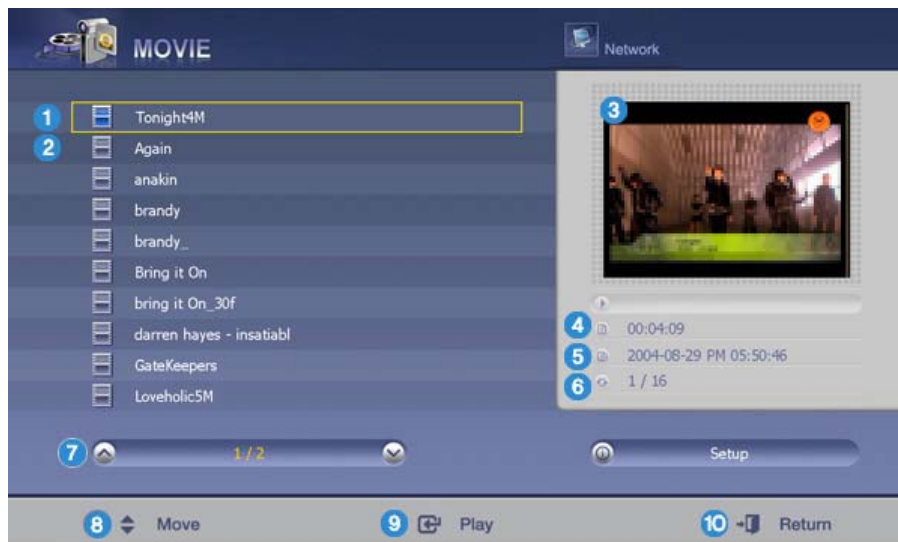 MOVIE
Network
1 Tonight4M
2 Again
anakin
brandy
brandy_
Bring it On
bring it On_30f
darren hayes - insatiabl
GateKeepers
Loveholic5M
3
4 00:04:09
5 2004-08-29 PM 05:50:46
6 1 / 16
7 1 / 2
Setup
8 Move
9 Play
10 Return